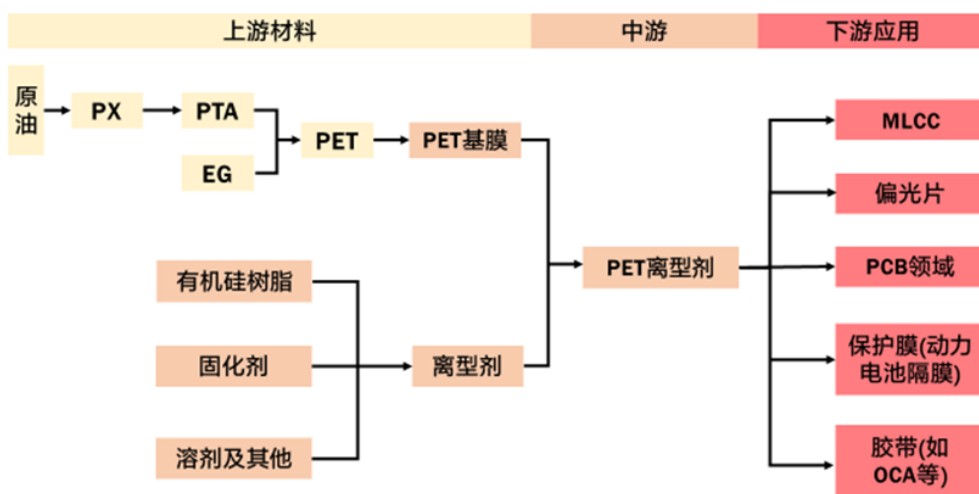 上游材料
中游
下游应用
原
油
PX
PTA
EG
PET
PET基膜
有机硅树脂
固化剂
溶剂及其他
离型剂
PET离型剂
MLCC
偏光片
PCB领域
保护膜(动力
电池隔膜)
胶带(如
OCA等)